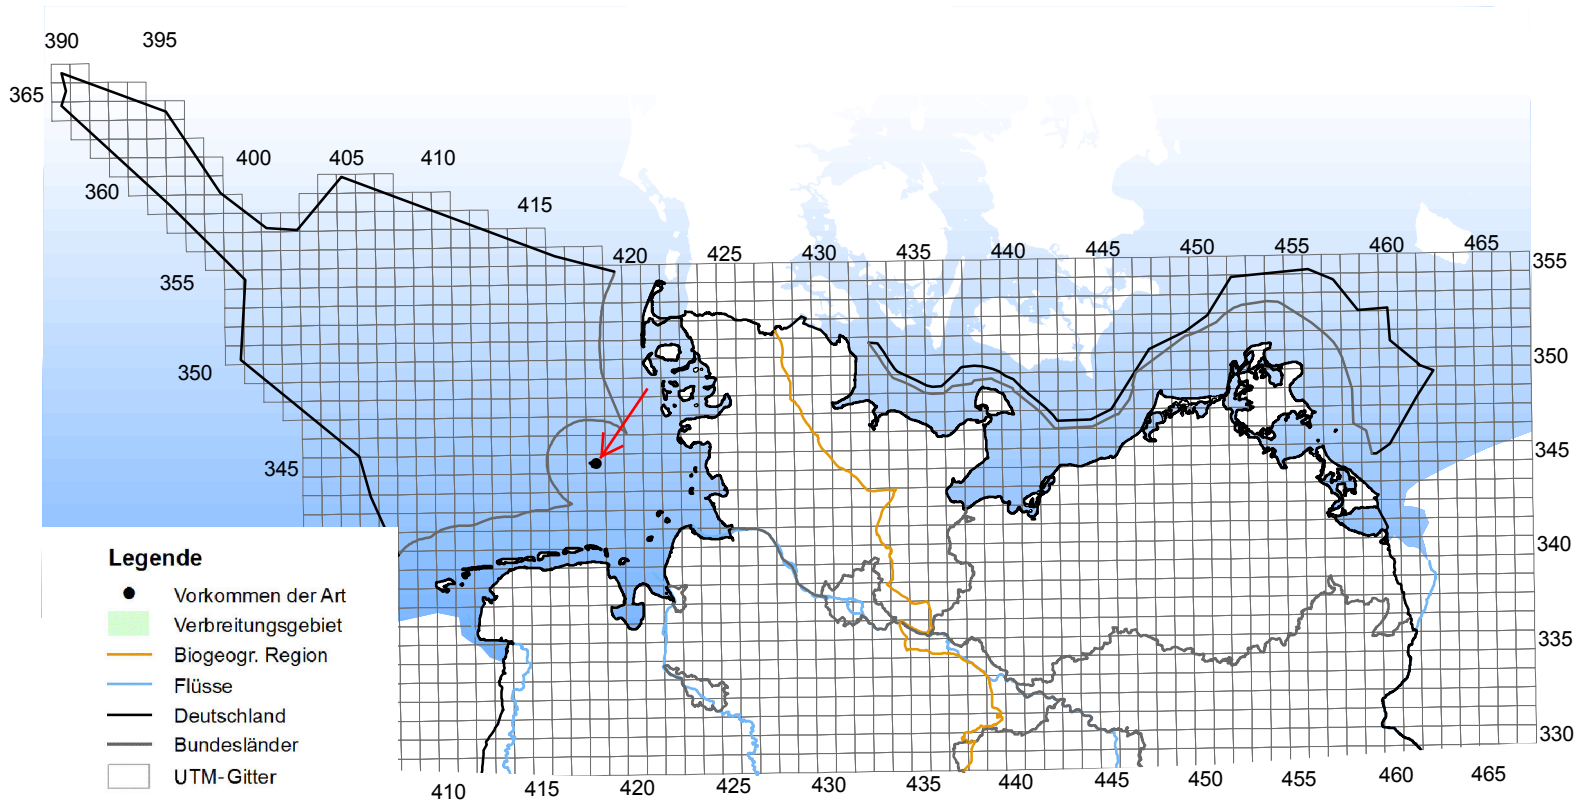 390 395
365
400 405 410
360
415
420 425 430 435 440 445 450 455 460 465
355 355
350 350
345 345
340
335
330
Legende
Vorkommen der Art
Verbreitungsgebiet
Biogeogr. Region
Flüsse
Deutschland
Bundesländer
UTM-Gitter
410 415 420 425 430 435 440 445 450 455 460 465